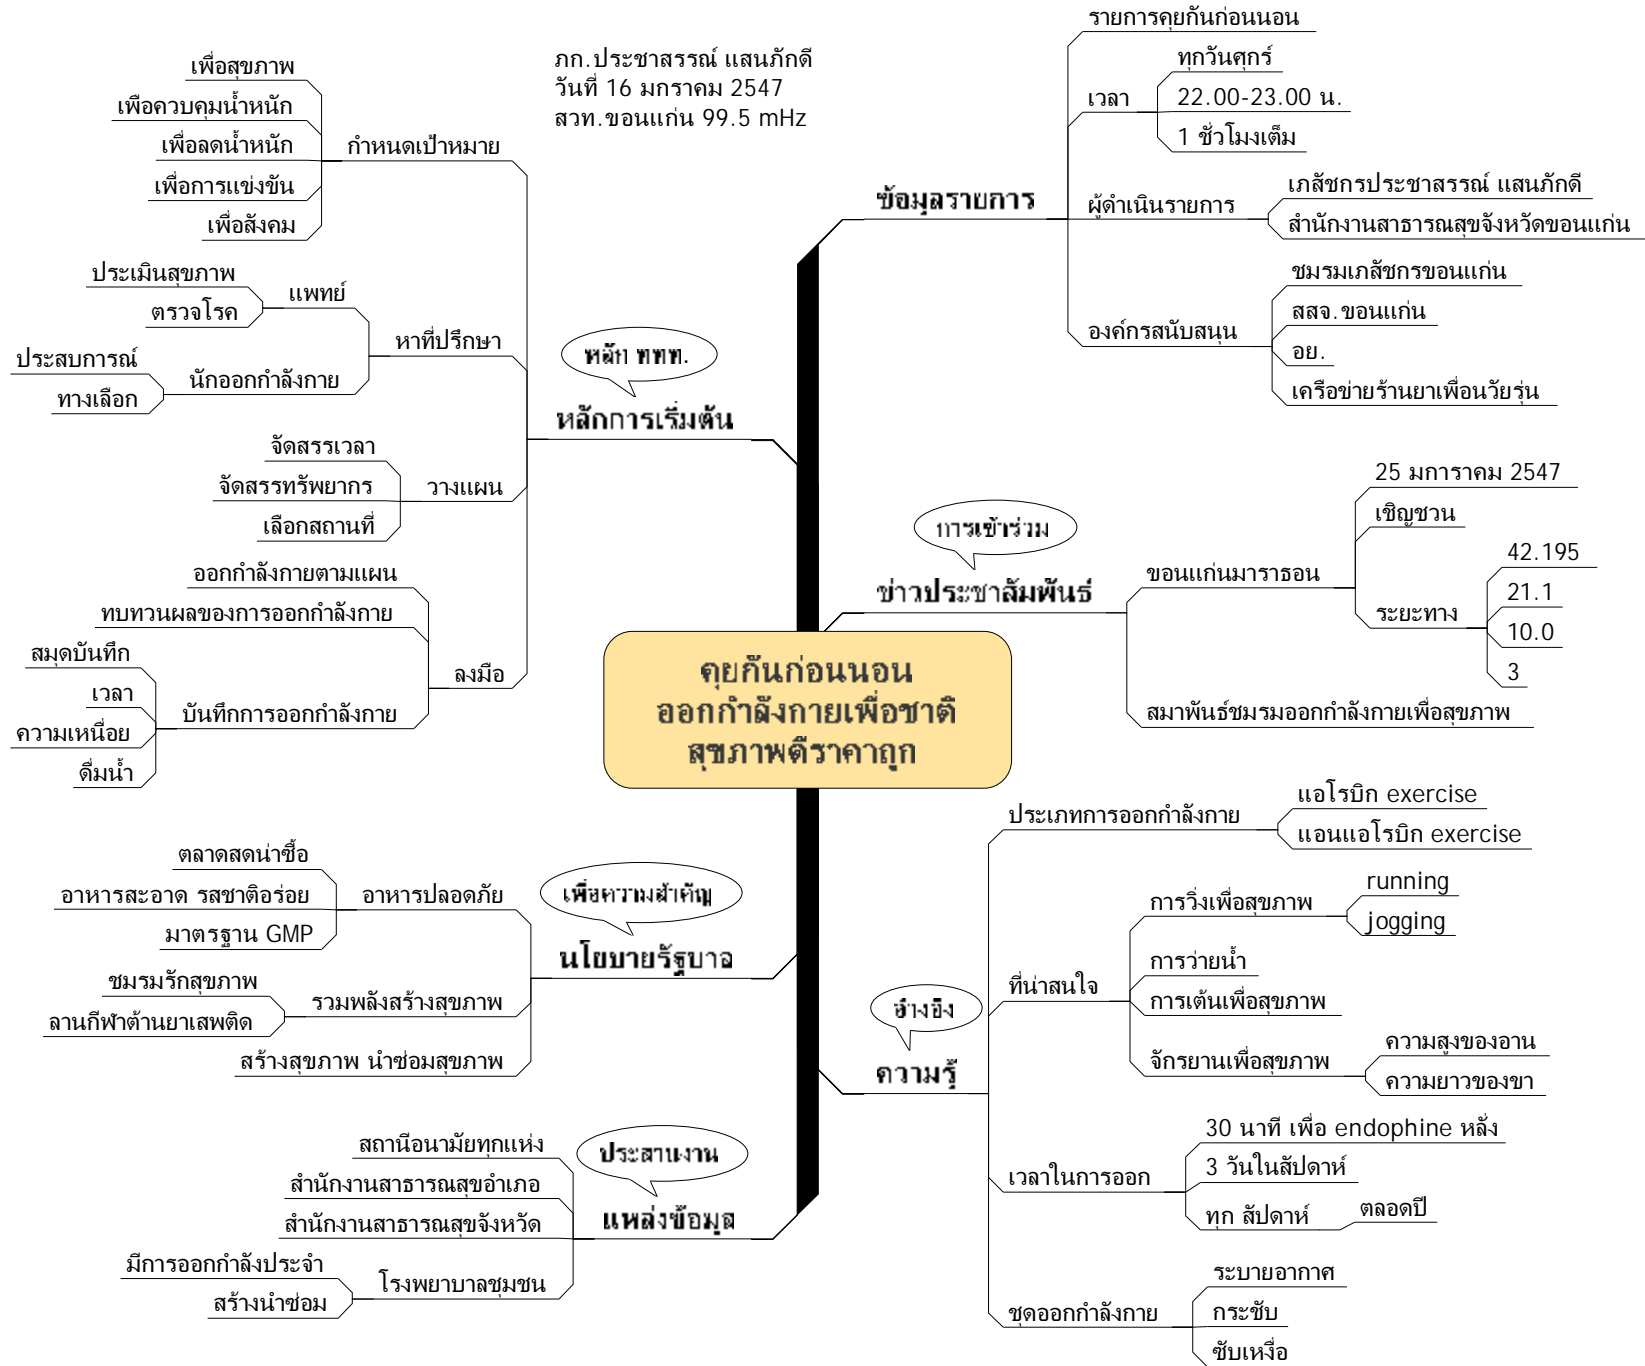 ภก.ประชาสรรณ์ แสนภักดี
วันที่ 16 มกราคม 2547
สวท.ขอนแก่น 99.5 mHz
คุยกันก่อนนอน
ออกกำลังกายเพื่อชาติ
สุขภาพดีราคาถูก
ข้อมูลรายการ
รายการคุยกันก่อนนอน
เวลา
ทุกวันศุกร์
22.00-23.00 น.
1 ชั่วโมงเต็ม
ผู้ดำเนินรายการ
เภสัชกรประชาสรรณ์ แสนภักดี
สำนักงานสาธารณสุขจังหวัดขอนแก่น
องค์กรสนับสนุน
ชมรมเภสัชกรขอนแก่น
สสจ.ขอนแก่น
อย.
เครือข่ายร้านยาเพื่อนวัยรุ่น
การเข้าร่วม
ข่าวประชาสัมพันธ์
ขอนแก่นมาราธอน
25 มการาคม 2547
เชิญชวน
ระยะทาง
42.195
21.1
10.0
3
สมาพันธ์ชมรมออกกำลังกายเพื่อสุขภาพ
อ้างอิง
ความรู้
ประเภทการออกกำลังกาย
แอโรบิก exercise
แอนแอโรบิก exercise
ที่น่าสนใจ
การวิ่งเพื่อสุขภาพ
running
jogging
การว่ายน้ำ
การเต้นเพื่อสุขภาพ
จักรยานเพื่อสุขภาพ
ความสูงของอาน
ความยาวของขา
เวลาในการออก
30 นาที เพื่อ endophine หลั่ง
3 วันในสัปดาห์
ทุก สัปดาห์
ตลอดปี
ชุดออกกำลังกาย
ระบายอากาศ
กระชับ
ซับเหงื่อ
หลัก ททท.
หลักการเริ่มต้น
กำหนดเป้าหมาย
เพื่อสุขภาพ
เพือควบคุมน้ำหนัก
เพื่อลดน้ำหนัก
เพื่อการแข่งขัน
เพื่อสังคม
หาที่ปรึกษา
แพทย์
ประเมินสุขภาพ
ตรวจโรค
นักออกกำลังกาย
ประสบการณ์
ทางเลือก
วางแผน
จัดสรรเวลา
จัดสรรทรัพยากร
เลือกสถานที่
ลงมือ
ออกกำลังกายตามแผน
ทบทวนผลของการออกกำลังกาย
บันทึกการออกกำลังกาย
สมุดบันทึก
เวลา
ความเหนื่อย
ดื่มน้ำ
เพื่อความสำคัญ
นโยบายรัฐบาล
อาหารปลอดภัย
ตลาดสดน่าซื้อ
อาหารสะอาด รสชาติอร่อย
มาตรฐาน GMP
รวมพลังสร้างสุขภาพ
ชมรมรักสุขภาพ
ลานกีฬาต้านยาเสพติด
สร้างสุขภาพ นำซ่อมสุขภาพ
ประสานงาน
แหล่งข้อมูล
สถานีอนามัยทุกแห่ง
สำนักงานสาธารณสุขอำเภอ
สำนักงานสาธารณสุขจังหวัด
โรงพยาบาลชุมชน
มีการออกกำลังประจำ
สร้างนำซ่อม